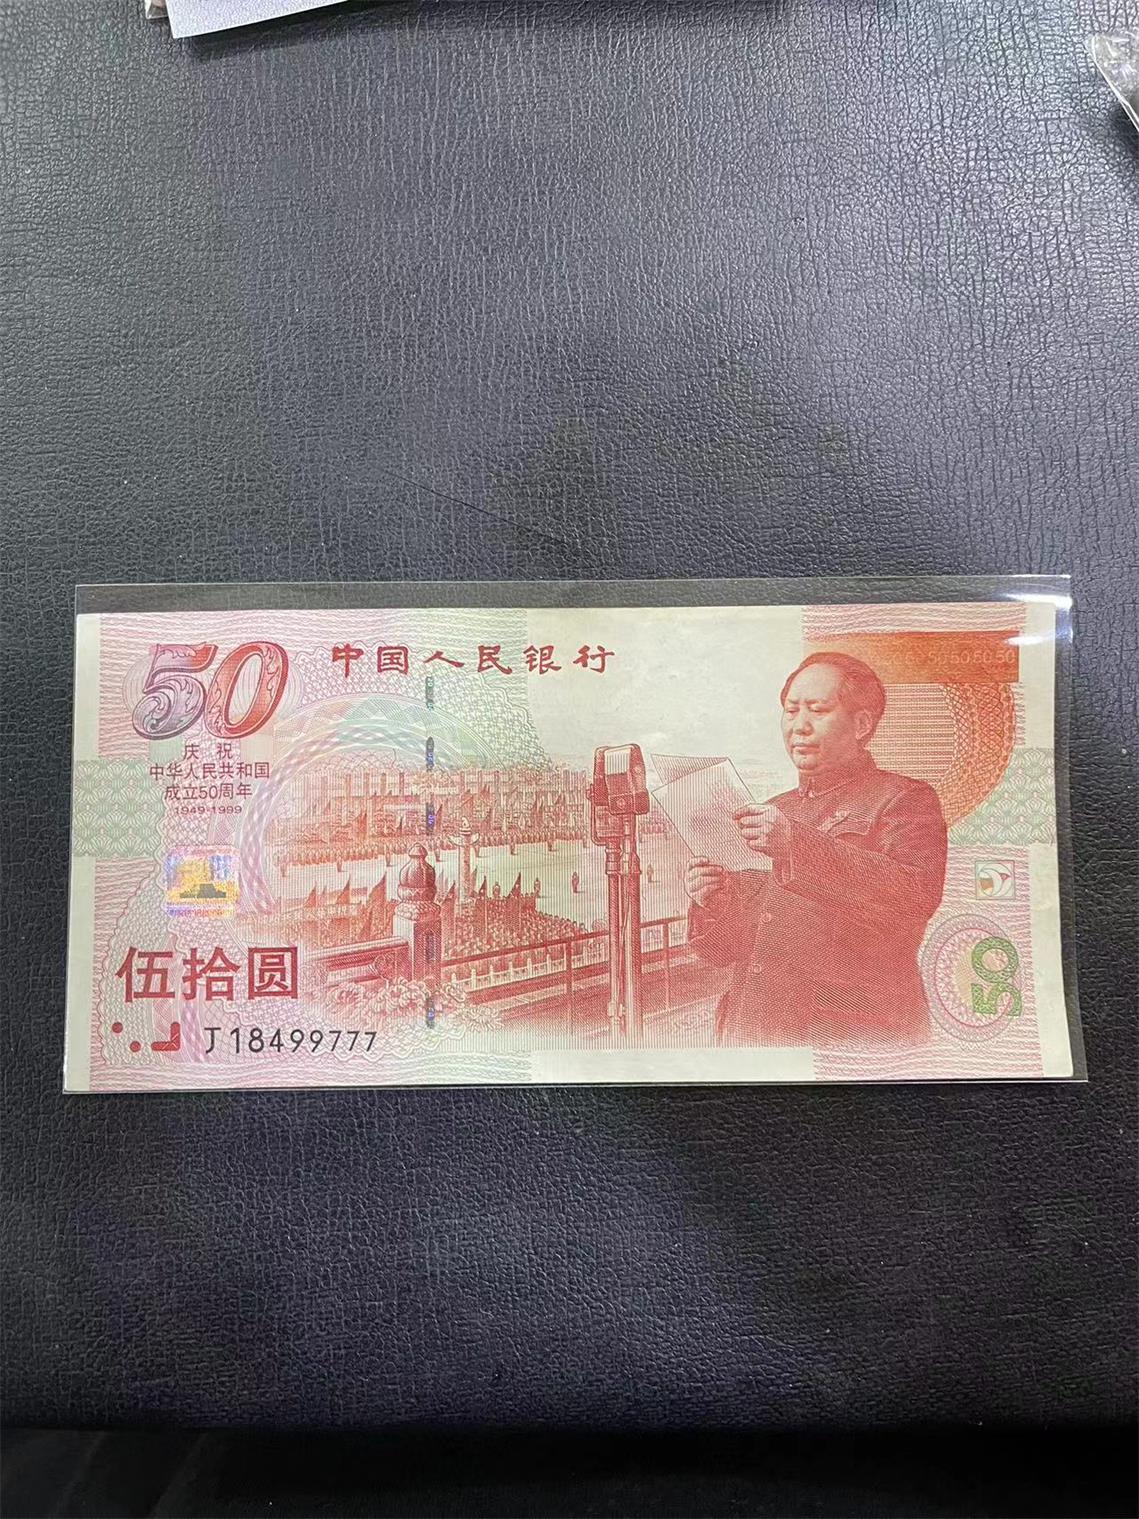 50
中国人民银行
庆祝
中华人民共和国
成立50周年
1949-1999
伍拾圆
J18499777
50